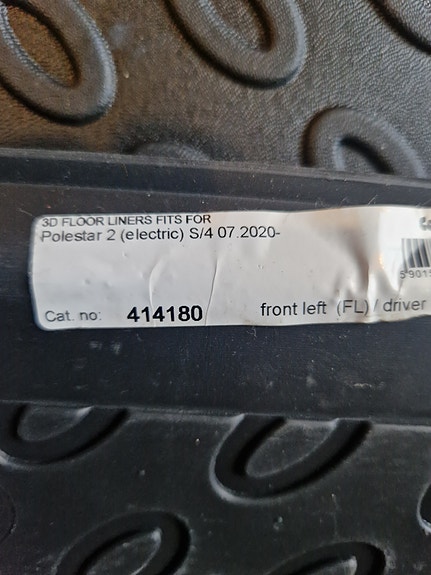 3D FLOOR LINERS FITS FOR
Polestar 2 (electric) S/4 07.2020-
Cat. no: 414180 front left (FL) / driver